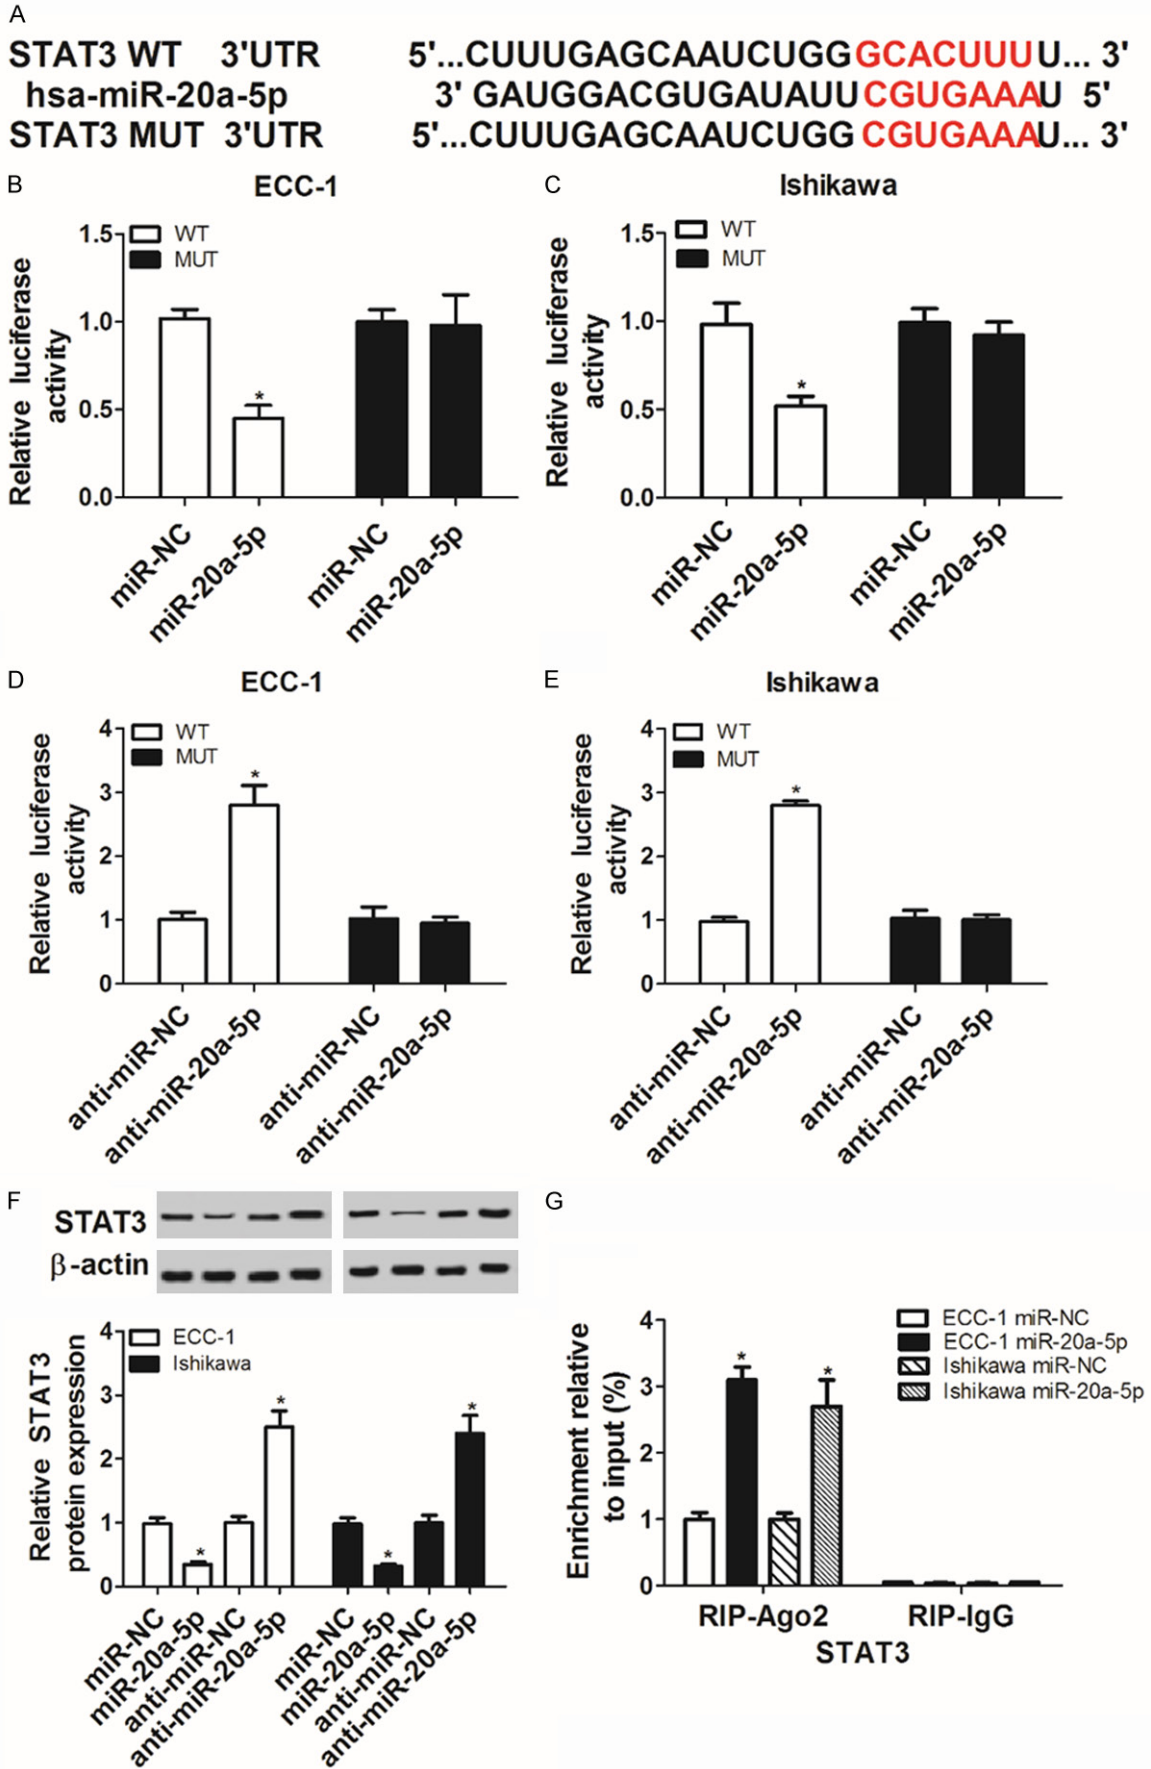 A
STAT3 WT 3'UTR 5'...CUUUGAGCAAUCUGGGCACUUUU... 3'
hsa-miR-20a-5p 3' GAUGGACGUGAUAUUCGUGAAAU 5'
STAT3 MUT 3'UTR 5'...CUUUGAGCAAUCUGGCGUGAAAU... 3'
B
ECC-1
WT
MUT
Relative luciferase
activity
1.5
1.0
0.5
0.0
miR-NC
miR-20a-5p
miR-NC
miR-20a-5p
C
Ishikawa
WT
MUT
Relative luciferase
activity
1.5
1.0
0.5
0.0
*
*
miR-NC
miR-20a-5p
miR-NC
miR-20a-5p
D
ECC-1
WT
MUT
Relative luciferase
activity
4
3
2
1
0
*
anti-miR-NC
anti-miR-20a-5p
anti-miR-NC
anti-miR-20a-5p
E
Ishikawa
WT
MUT
Relative luciferase
activity
4
3
2
1
0
*
anti-miR-NC
anti-miR-20a-5p
anti-miR-NC
anti-miR-20a-5p
F
STAT3
β-actin
ECC-1
Ishikawa
Relative STAT3
protein expression
4
3
2
1
0
*
*
*
*
miR-NC
miR-20a-5p
anti-miR-NC
anti-miR-20a-5p
miR-NC
miR-20a-5p
anti-miR-NC
anti-miR-20a-5p
G
ECC-1 miR-NC
ECC-1 miR-20a-5p
Ishikawa miR-NC
Ishikawa miR-20a-5p
Enrichment relative
to input (%)
4
3
2
1
0
*
*
RIP-Ago2
RIP-IgG
STAT3